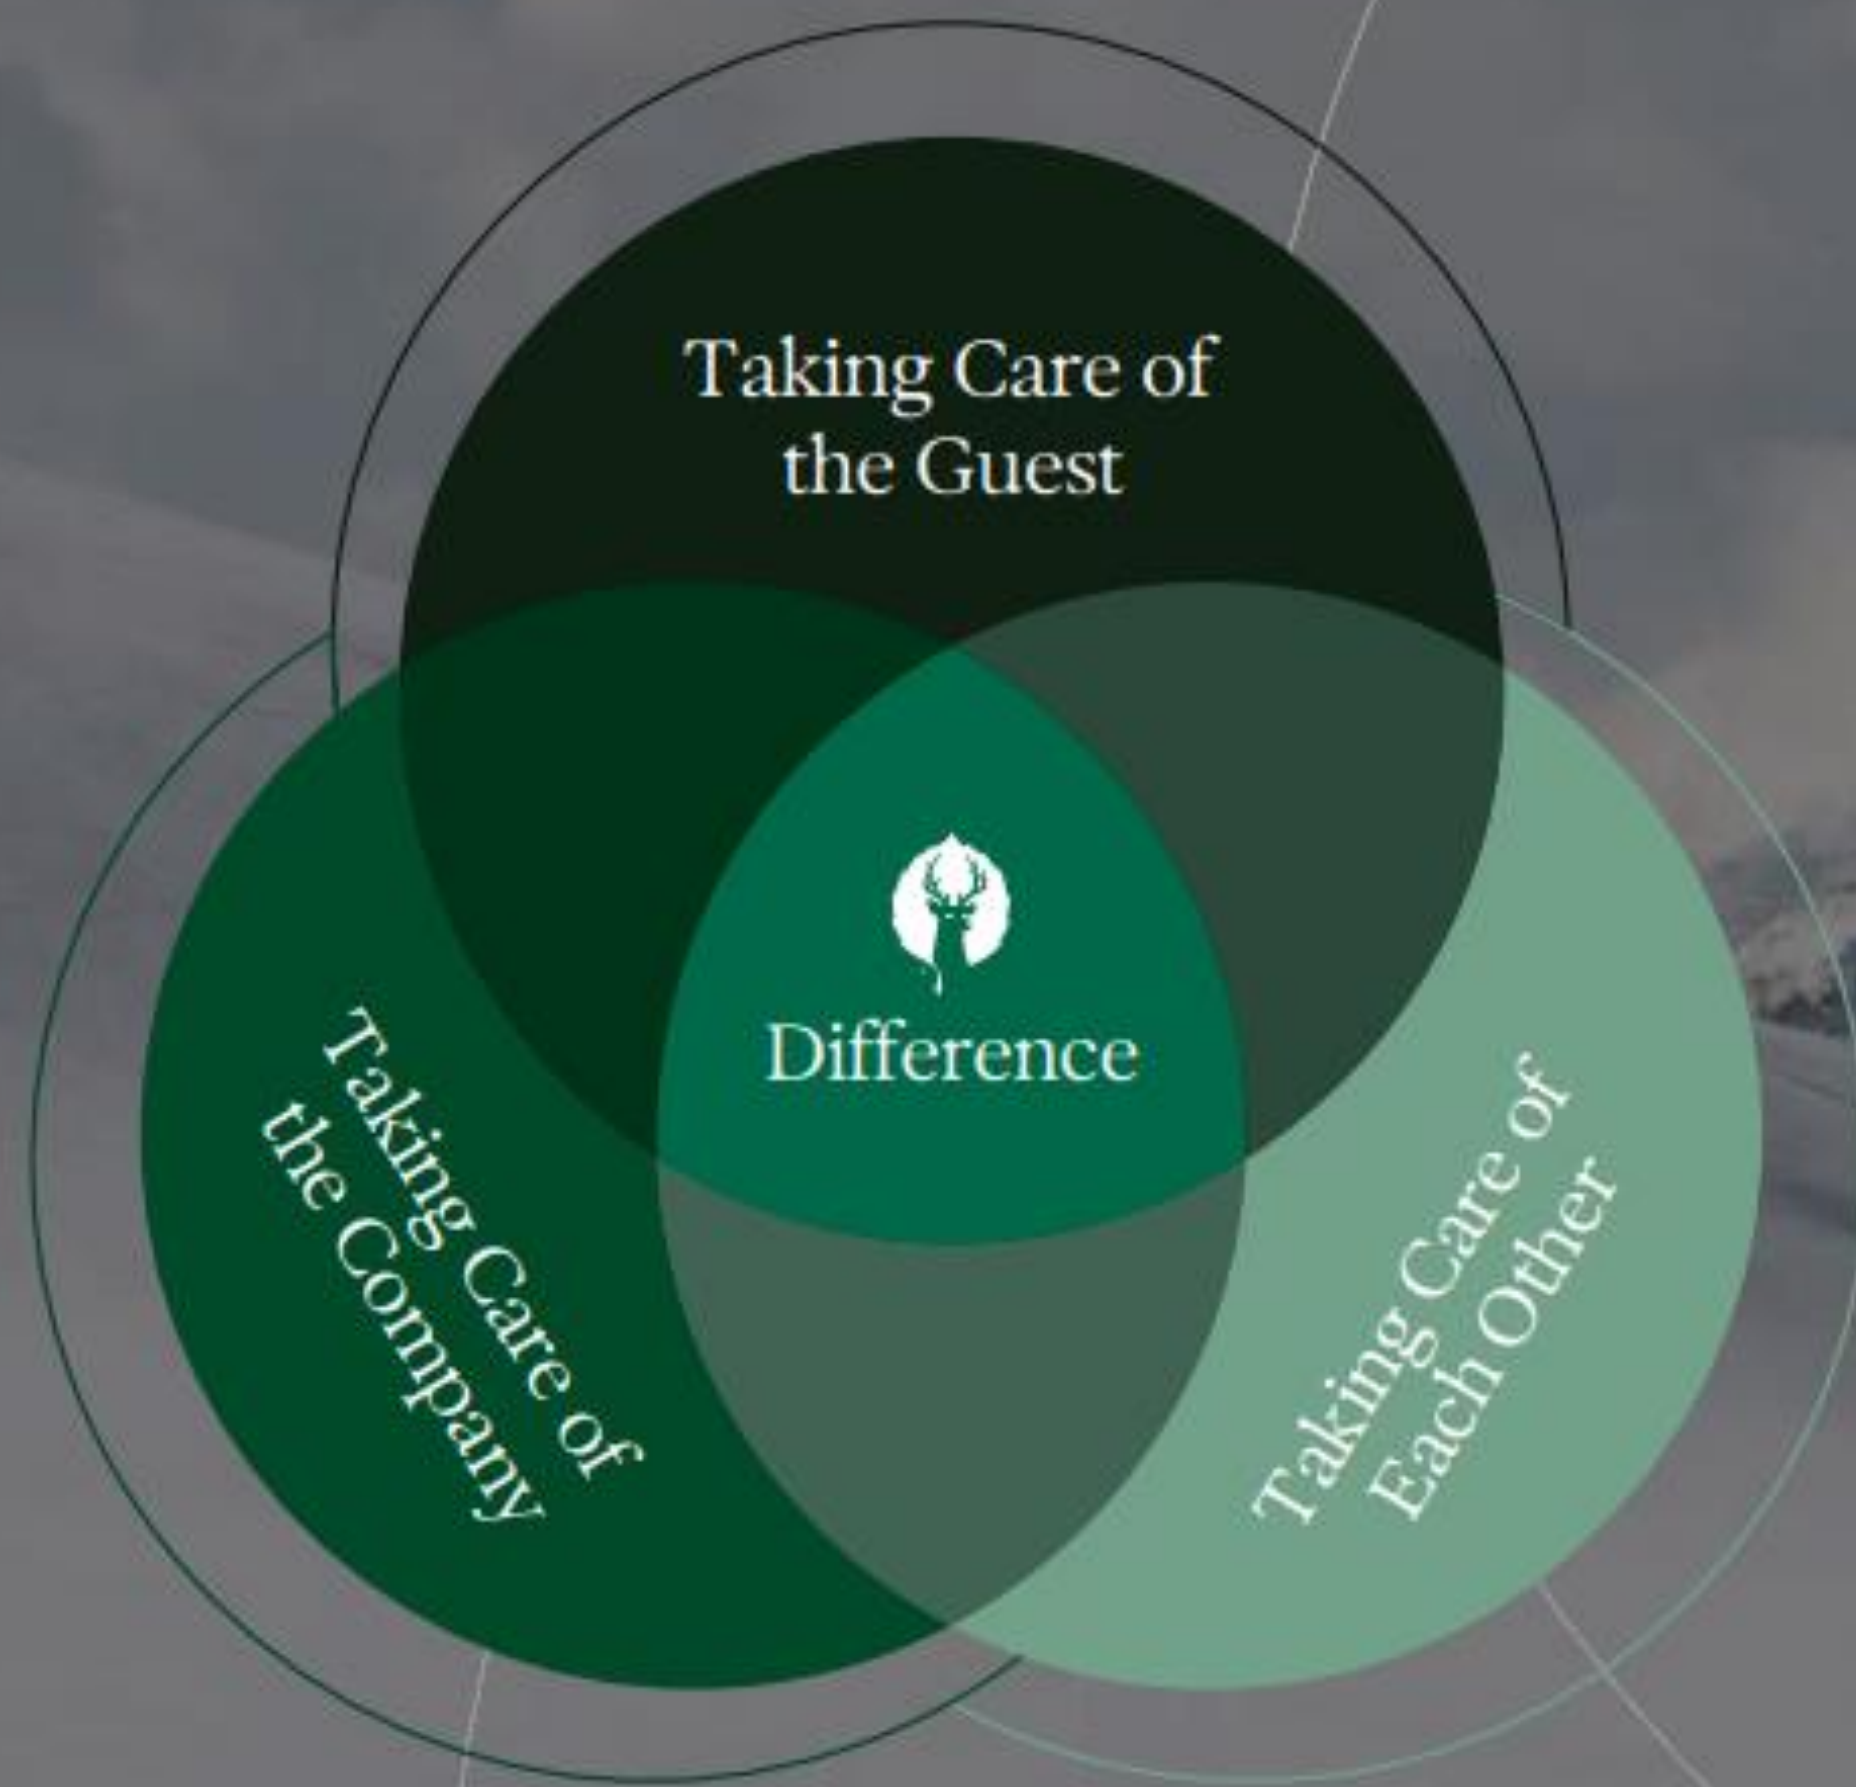 Taking Care of
the Guest
Difference
Taking Care of
the Company
Taking Care of
Each Other